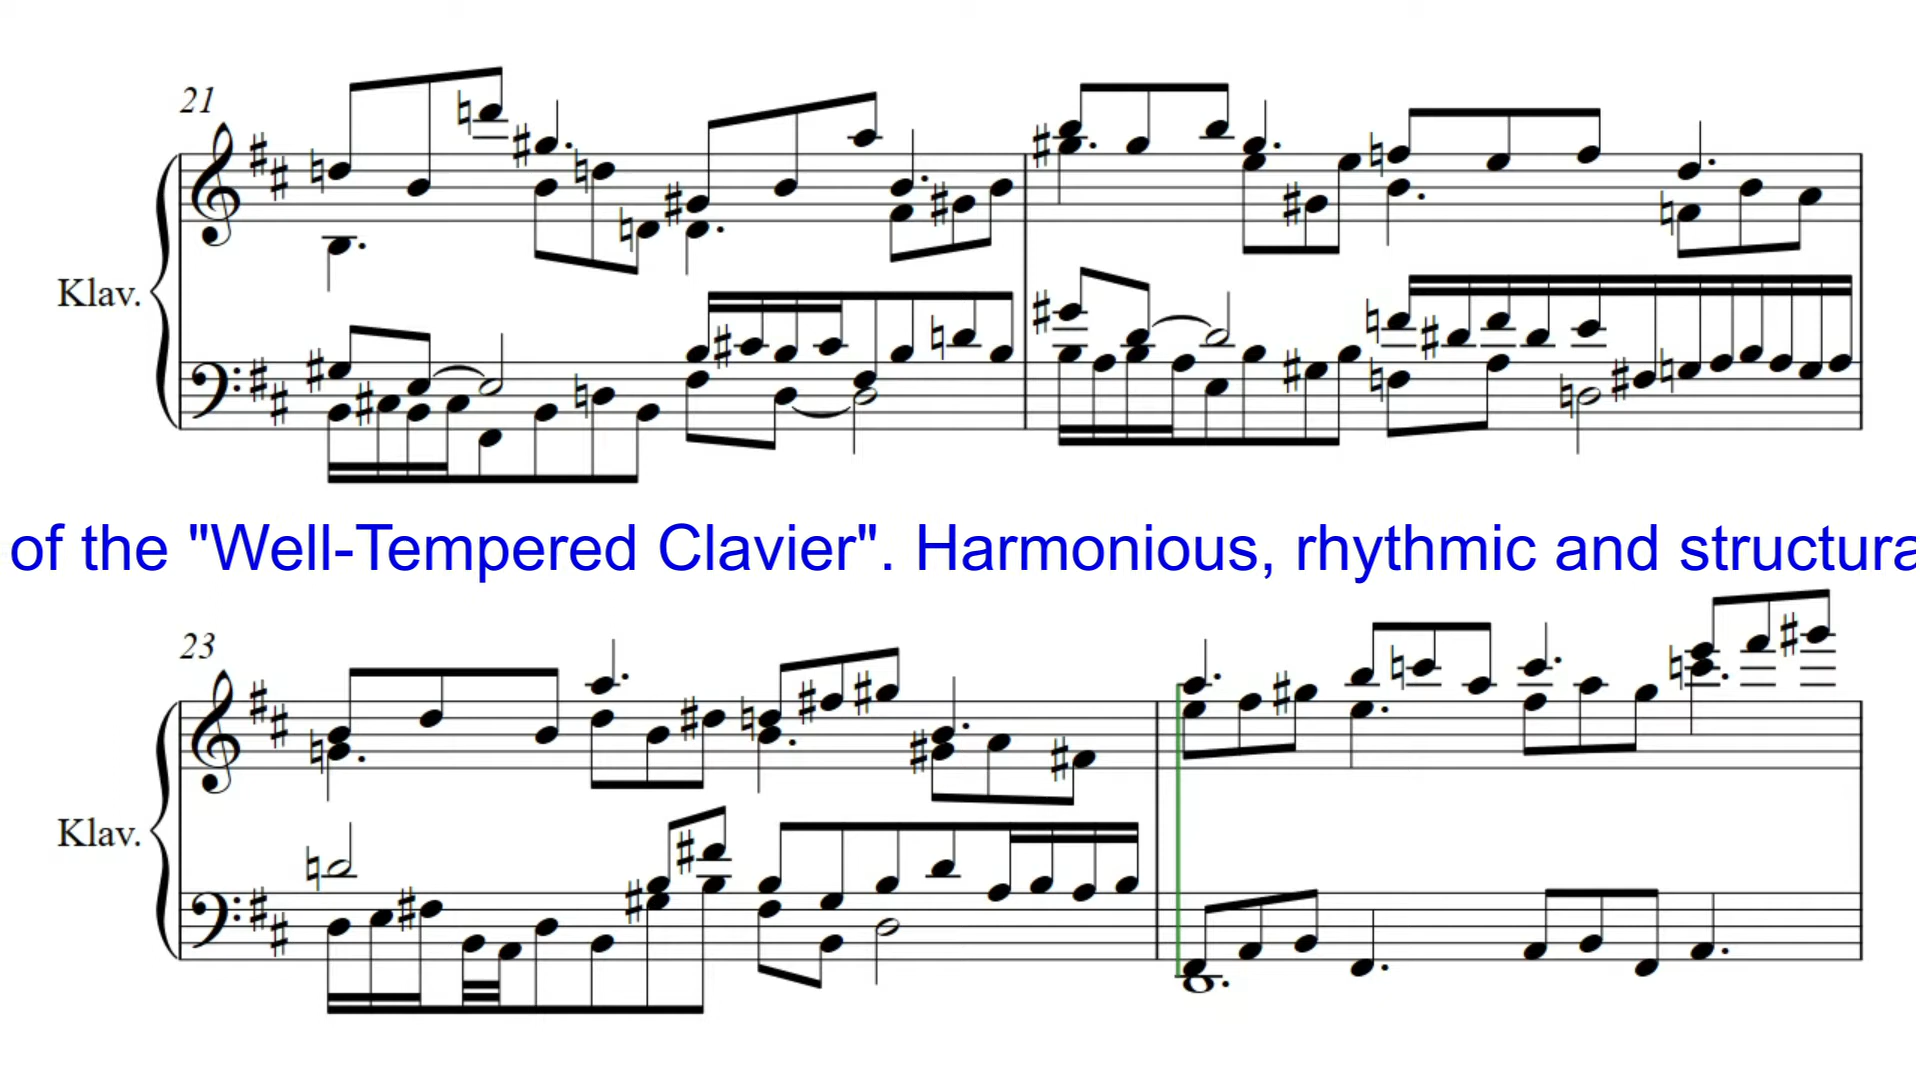 21
Klav.
of the "Well-Tempered Clavier". Harmonious, rhythmic and structura
23
Klav.